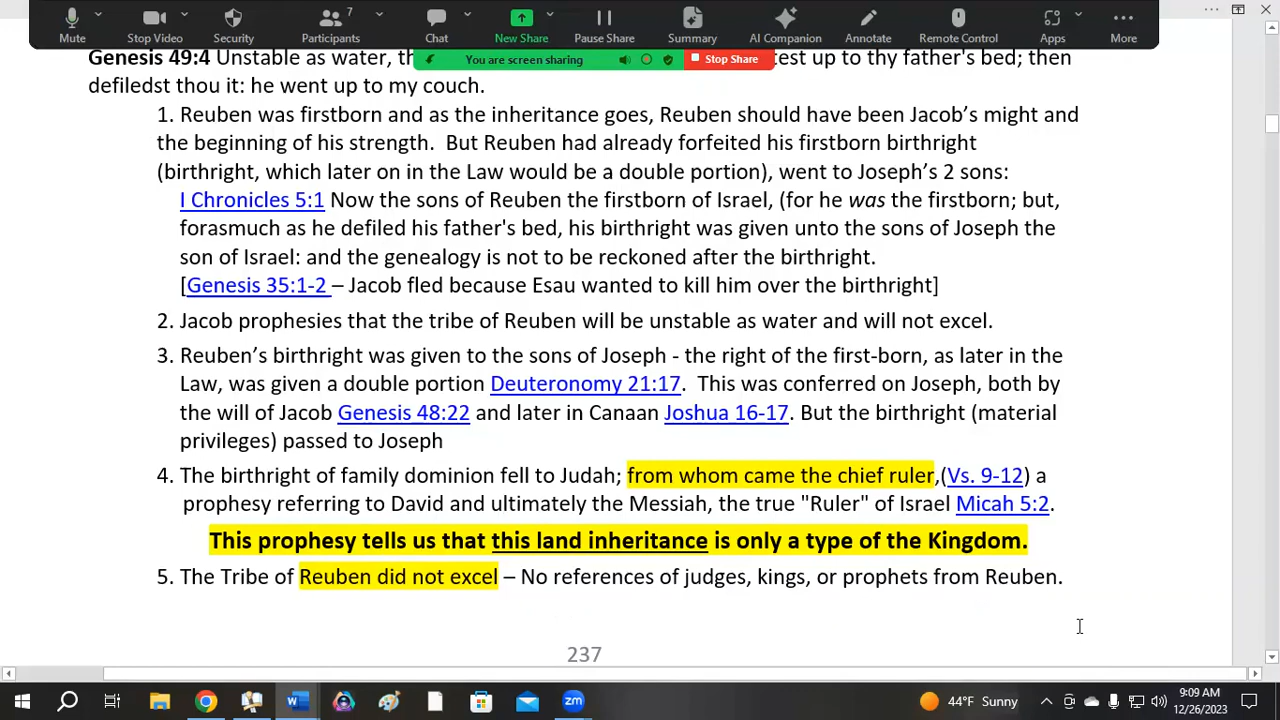 7
Mute
Stop Video
Security
Participants
Chat
New Share
Pause Share
Summary
AI Companion
Annotate
Remote Control
Apps
More
You are screen sharing
Stop Share
Genesis 49:4 Unstable as water, th test up to thy father's bed; then
defiledst thou it: he went up to my couch.
1. Reuben was firstborn and as the inheritance goes, Reuben should have been Jacob's might and
the beginning of his strength. But Reuben had already forfeited his firstborn birthright
(birthright, which later on in the Law would be a double portion), went to Joseph's 2 sons:
I Chronicles 5:1 Now the sons of Reuben the firstborn of Israel, (for he was the firstborn; but,
forasmuch as he defiled his father's bed, his birthright was given unto the sons of Joseph the
son of Israel: and the genealogy is not to be reckoned after the birthright.
[Genesis 35:1-2 – Jacob fled because Esau wanted to kill him over the birthright]
2. Jacob prophesies that the tribe of Reuben will be unstable as water and will not excel.
3. Reuben's birthright was given to the sons of Joseph - the right of the first-born, as later in the
Law, was given a double portion Deuteronomy 21:17. This was conferred on Joseph, both by
the will of Jacob Genesis 48:22 and later in Canaan Joshua 16-17. But the birthright (material
privileges) passed to Joseph
4. The birthright of family dominion fell to Judah; from whom came the chief ruler,(Vs. 9-12) a
prophesy referring to David and ultimately the Messiah, the true "Ruler" of Israel Micah 5:2.
This prophesy tells us that this land inheritance is only a type of the Kingdom.
5. The Tribe of Reuben did not excel – No references of judges, kings, or prophets from Reuben.
237
44°F Sunny
9:09 AM
12/26/2023